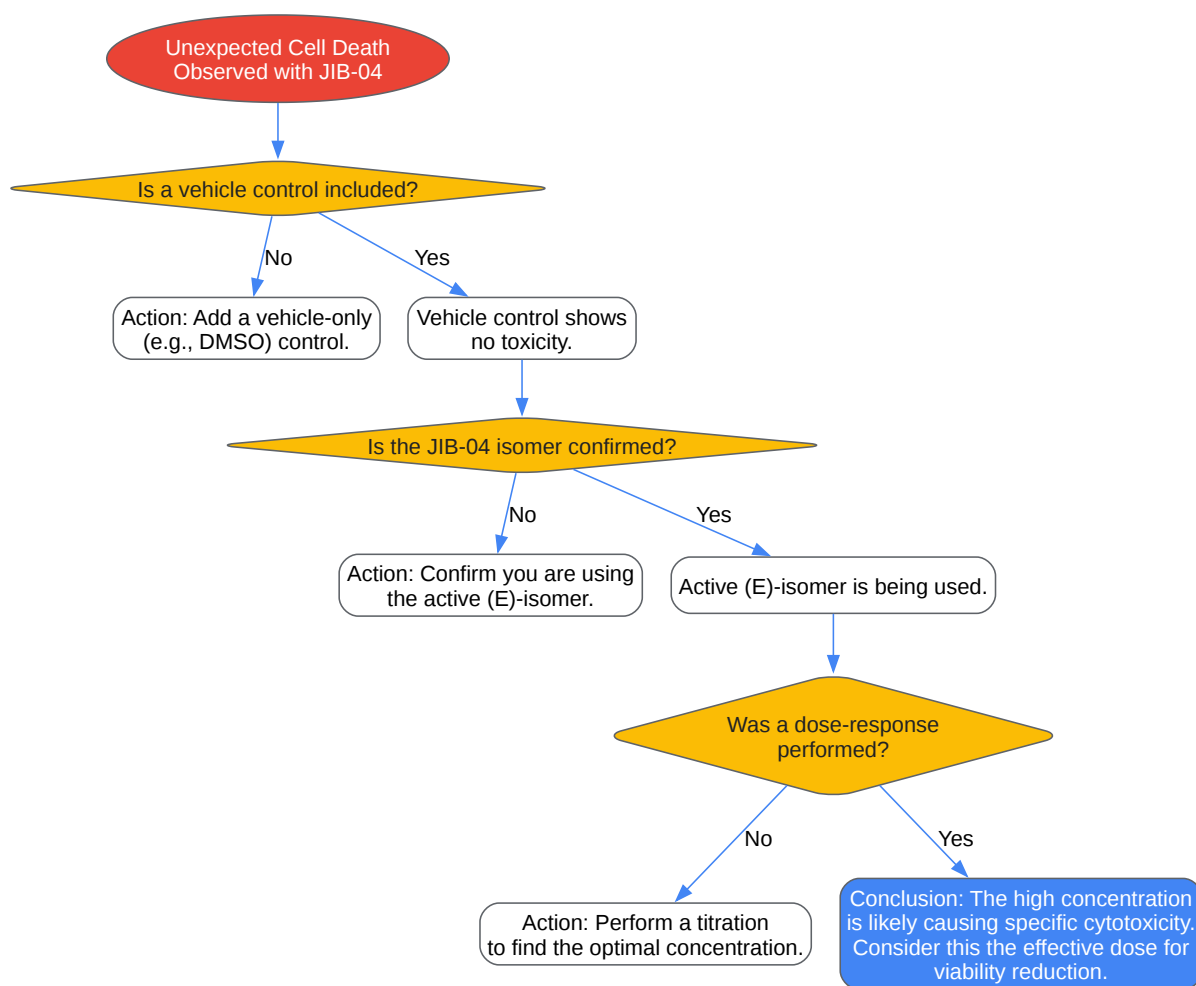 Unexpected Cell Death
Observed with JIB-04
Is a vehicle control included?
No
Yes
Action: Add a vehicle-only
(e.g., DMSO) control.
Vehicle control shows
no toxicity.
Is the JIB-04 isomer confirmed?
No
Yes
Action: Confirm you are using
the active (E)-isomer.
Active (E)-isomer is being used.
Was a dose-response
performed?
No
Yes
Action: Perform a titration
to find the optimal concentration.
Conclusion: The high concentration
is likely causing specific cytotoxicity.
Consider this the effective dose for
viability reduction.